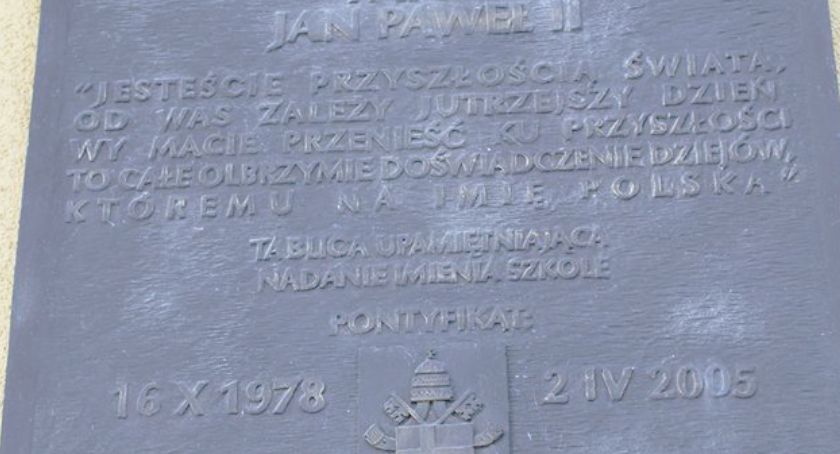 JAN PAWEŁ II
"JESTEŚCIE PRZYSZŁOŚCIĄ ŚWIATA,
OD WAS ZALEŻY JUTRZEJSZY DZIEŃ
WY MACIE PRZENIEŚĆ KU PRZYSZŁOŚCI
TO CAŁE OLBRZYMIE DOŚWIADCZENIE DZIEJÓW,
KTÓREMU NA IMIĘ POLSKA"
TABLICA UPAMIĘTNIAJĄCA
NADANIE IMIENIA SZKOLE
PONTYFIKAT:
16 X 1978 2 IV 2005